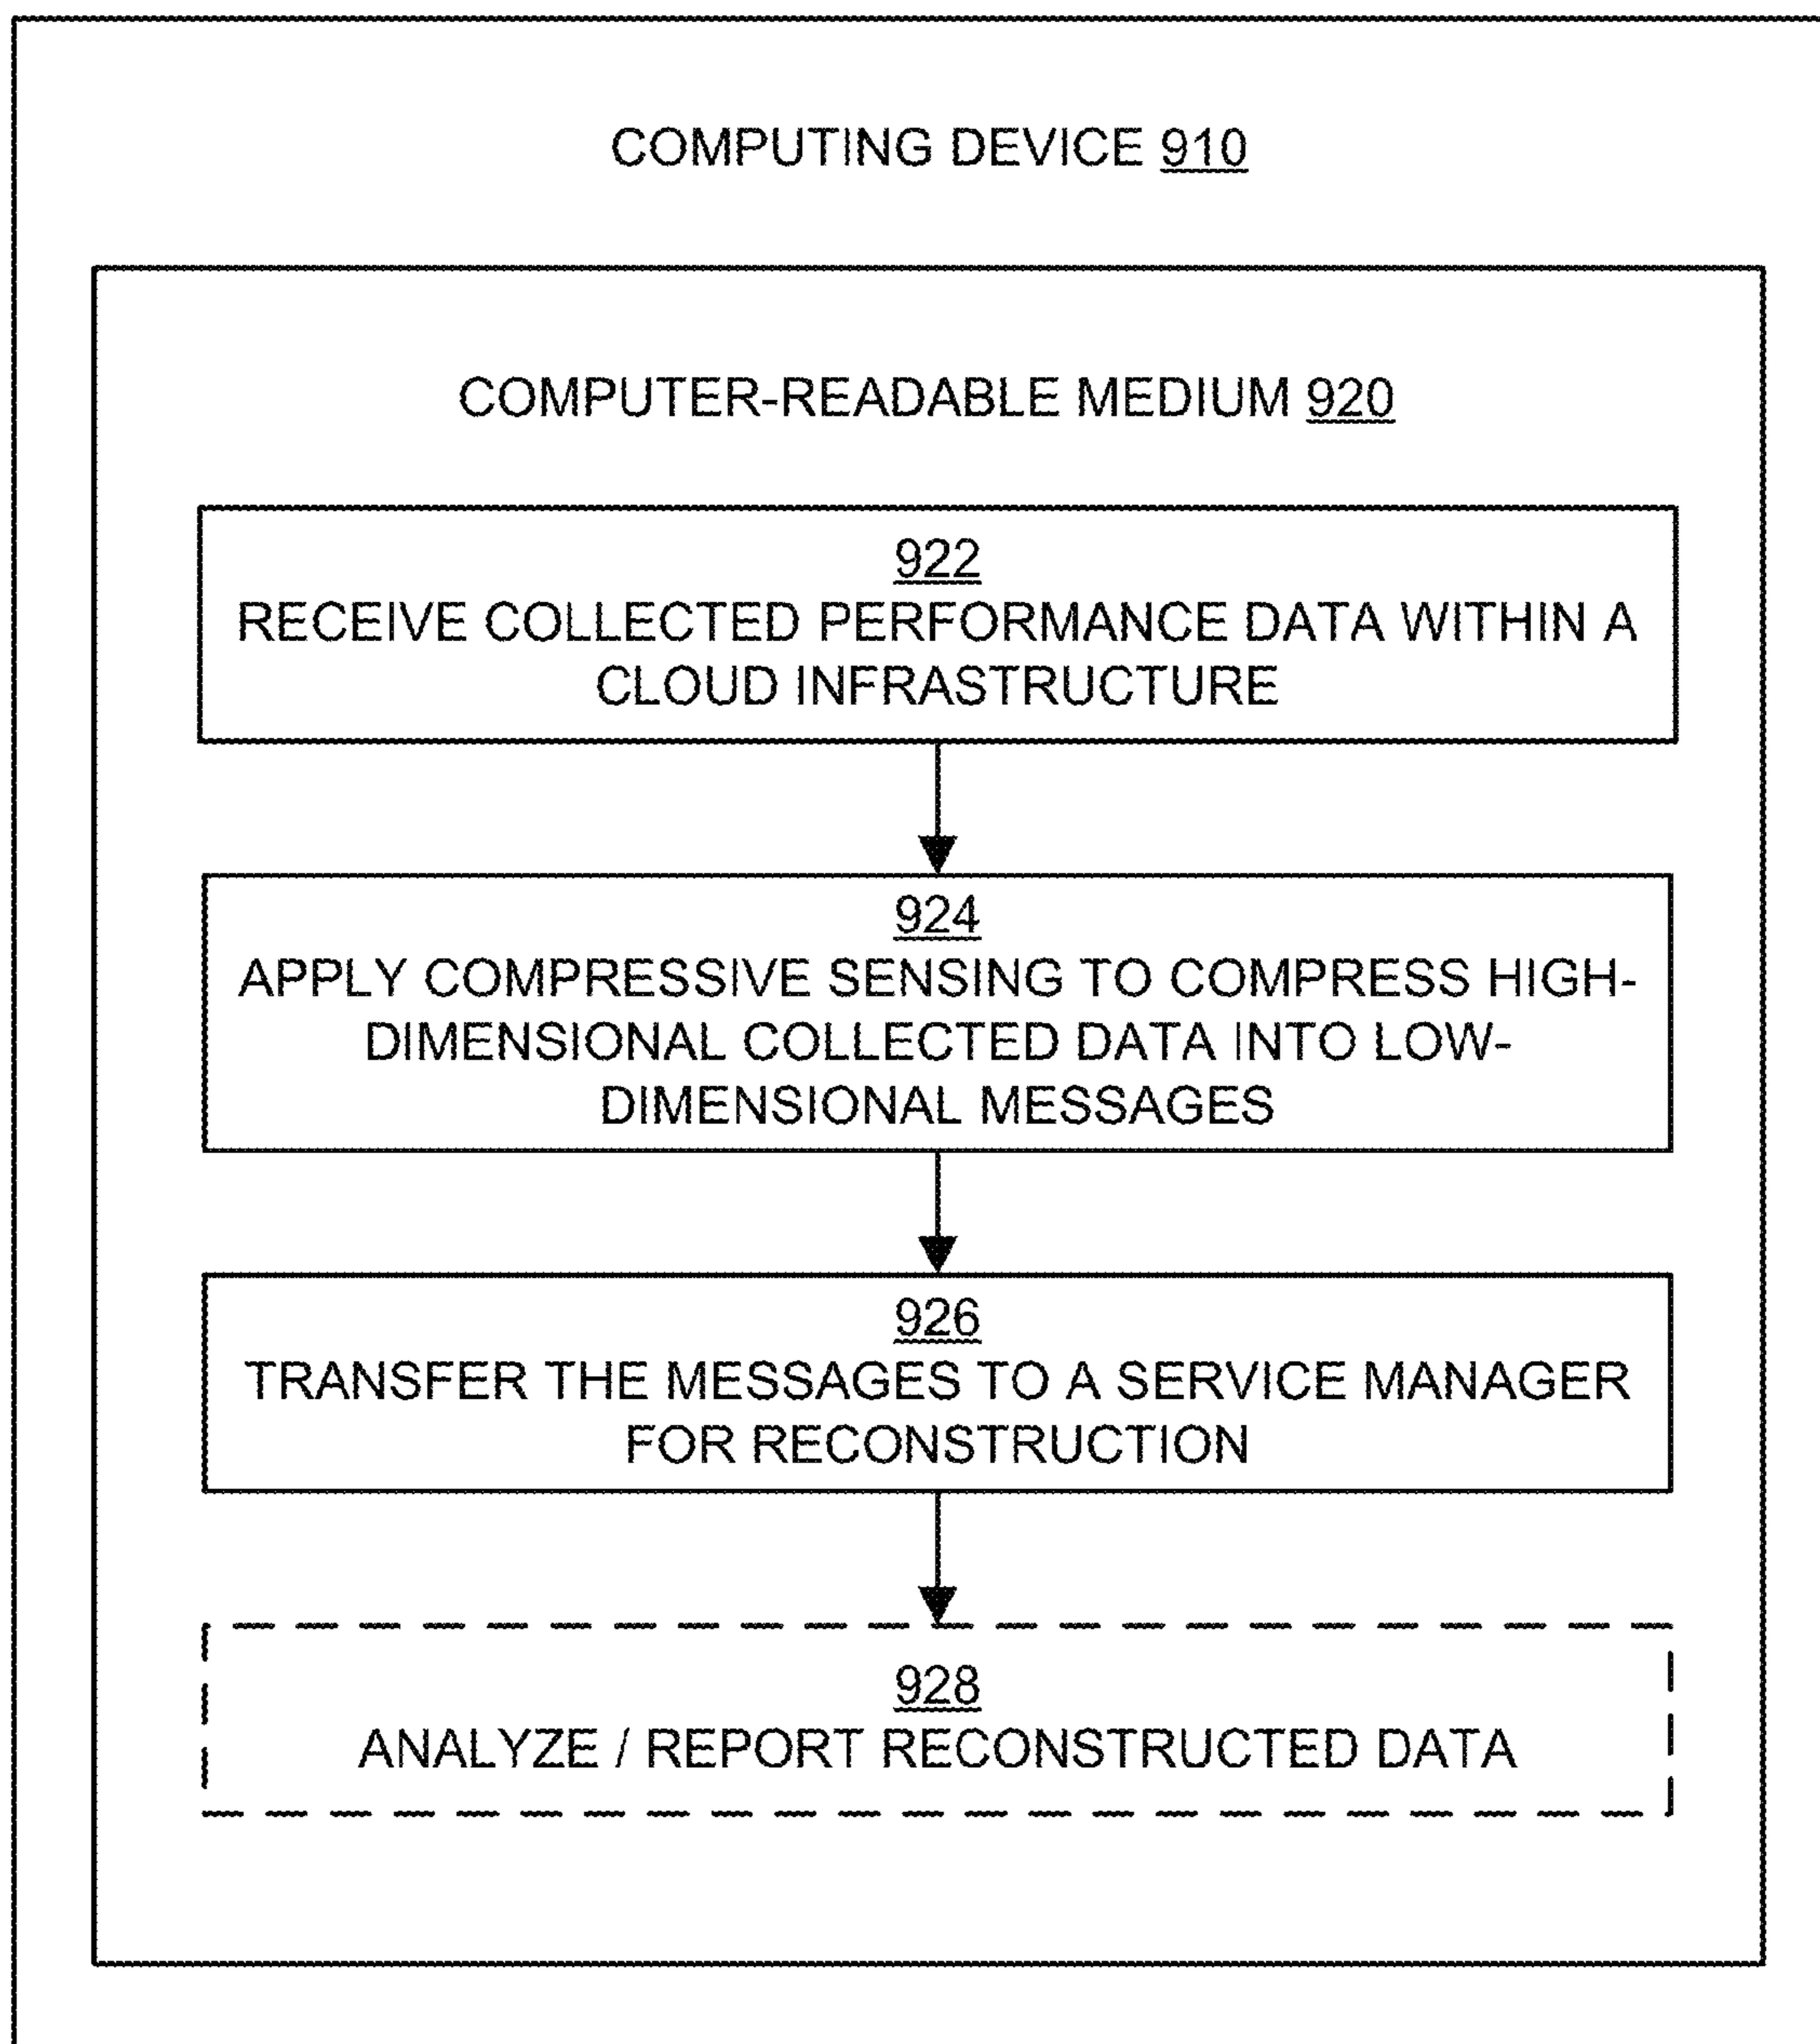 COMPUTING DEVICE 910
COMPUTER-READABLE MEDIUM 920
922
RECEIVE COLLECTED PERFORMANCE DATA WITHIN A
CLOUD INFRASTRUCTURE
924
APPLY COMPRESSIVE SENSING TO COMPRESS HIGH-
DIMENSIONAL COLLECTED DATA INTO LOW-
DIMENSIONAL MESSAGES
926
TRANSFER THE MESSAGES TO A SERVICE MANAGER
FOR RECONSTRUCTION
928
ANALYZE / REPORT RECONSTRUCTED DATA